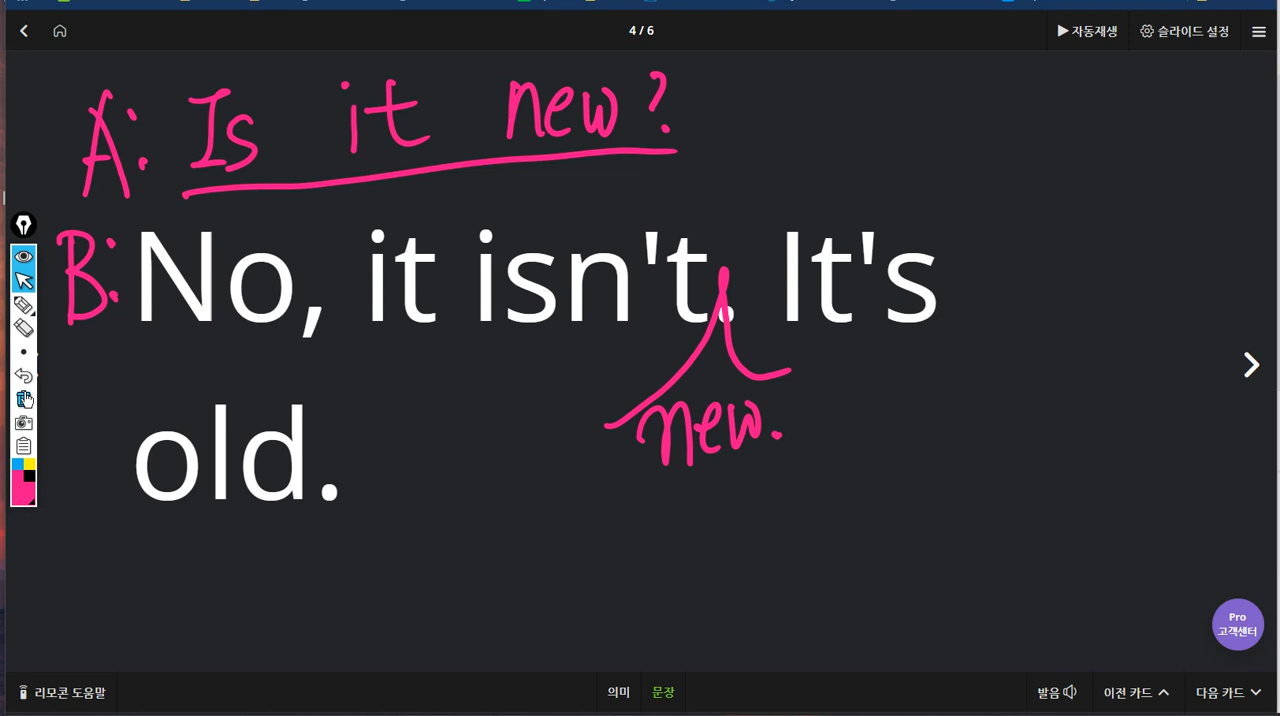 4 / 6
자동재생
슬라이드 설정
A: Is it new?
B: No, it isn't. It's
new.
old.
Pro
고객센터
리모콘 도움말
의미
문장
발음
이전 카드
다음 카드